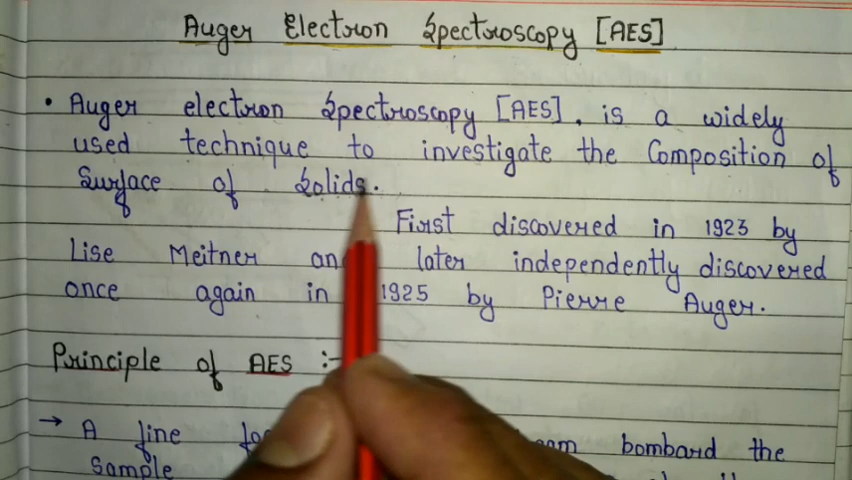 Auger Electron Spectroscopy [AES]
• Auger electron Spectroscopy [AES], is a widely
used technique to investigate the Composition of
Surface of Solids.
First discovered in 1923 by
Lise Meitner an later independently discovered
once again in 1925 by Pierre Auger.
Principle of AES :-
→ A fine bombard the
Sample